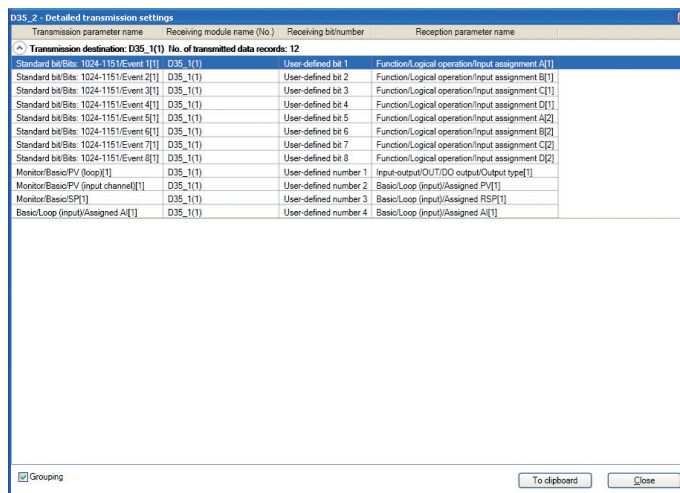 D35_2 - Detailed transmission settings
Transmission parameter name Receiving module name (No.) Receiving bit/number Reception parameter name
Transmission destination: D35_1(1) No. of transmitted data records: 12
Standard bit/Bits: 1024-1151/Event 1[1] D35_1(1) User-defined bit 1 Function/Logical operation/Input assignment A[1]
Standard bit/Bits: 1024-1151/Event 2[1] D35_1(1) User-defined bit 2 Function/Logical operation/Input assignment B[1]
Standard bit/Bits: 1024-1151/Event 3[1] D35_1(1) User-defined bit 3 Function/Logical operation/Input assignment C[1]
Standard bit/Bits: 1024-1151/Event 4[1] D35_1(1) User-defined bit 4 Function/Logical operation/Input assignment D[1]
Standard bit/Bits: 1024-1151/Event 5[1] D35_1(1) User-defined bit 5 Function/Logical operation/Input assignment A[2]
Standard bit/Bits: 1024-1151/Event 6[1] D35_1(1) User-defined bit 6 Function/Logical operation/Input assignment B[2]
Standard bit/Bits: 1024-1151/Event 7[1] D35_1(1) User-defined bit 7 Function/Logical operation/Input assignment C[2]
Standard bit/Bits: 1024-1151/Event 8[1] D35_1(1) User-defined bit 8 Function/Logical operation/Input assignment D[2]
Monitor/Basic/PV (loop)[1] D35_1(1) User-defined number 1 Input-output/OUT/DO output/Output type[1]
Monitor/Basic/PV (input channel)[1] D35_1(1) User-defined number 2 Basic/Loop (input)/Assigned PV[1]
Monitor/Basic/SP[1] D35_1(1) User-defined number 3 Basic/Loop (input)/Assigned RSP[1]
Basic/Loop (input)/Assigned AI[1] D35_1(1) User-defined number 4 Basic/Loop (input)/Assigned AI[1]
Grouping To clipboard Close